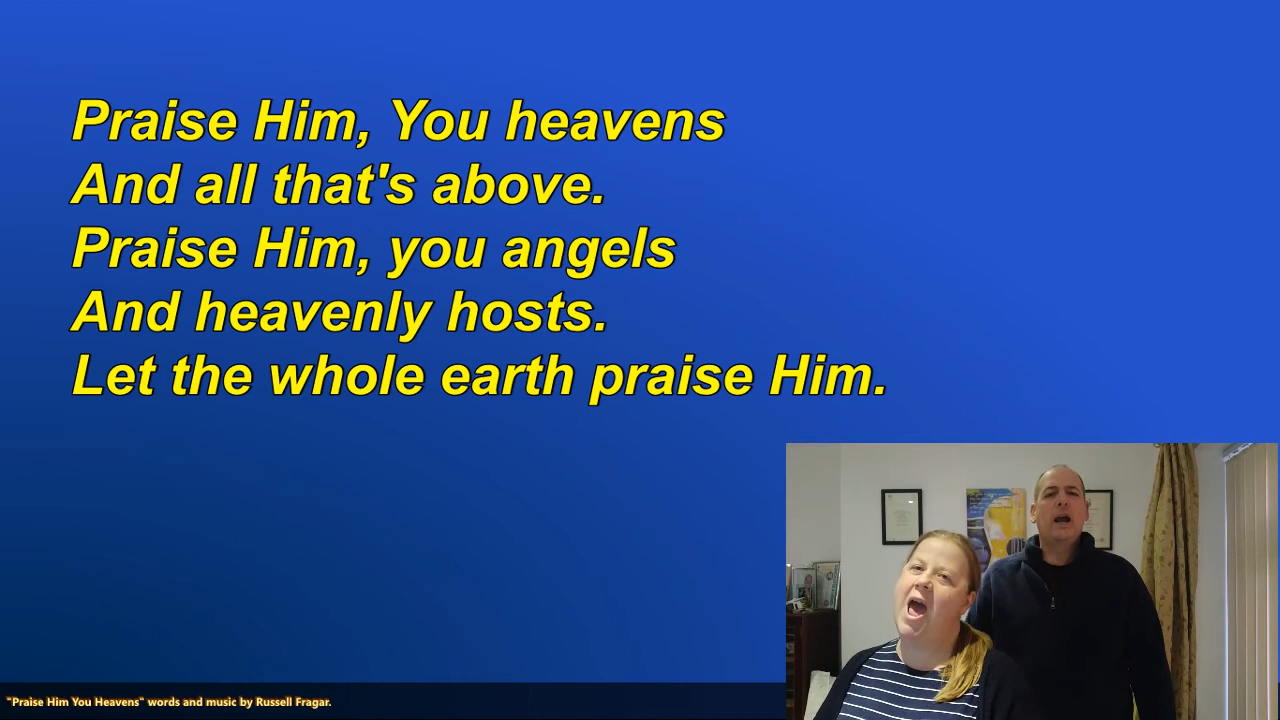 Praise Him, You heavens
And all that's above.
Praise Him, you angels
And heavenly hosts.
Let the whole earth praise Him.
"Praise Him You Heavens" words and music by Russell Fragar.